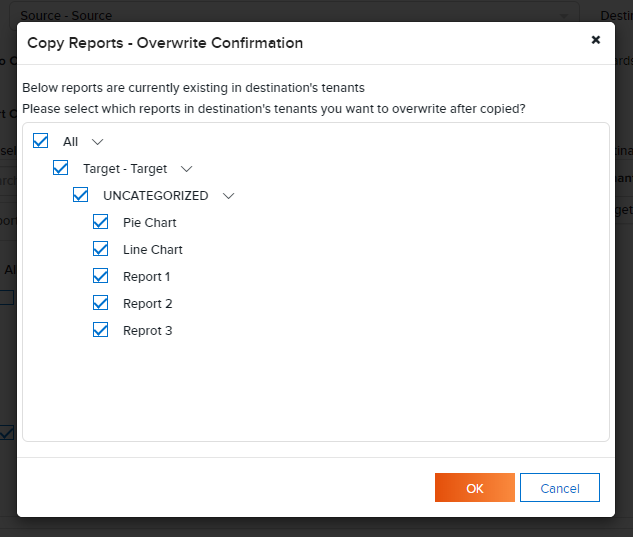 Source - Source
Destin
Copy Reports - Overwrite Confirmation
Below reports are currently existing in destination's tenants
Please select which reports in destination's tenants you want to overwrite after copied?
All
Target - Target
UNCATEGORIZED
Pie Chart
Line Chart
Report 1
Report 2
Reprot 3
Al
OK
Cancel